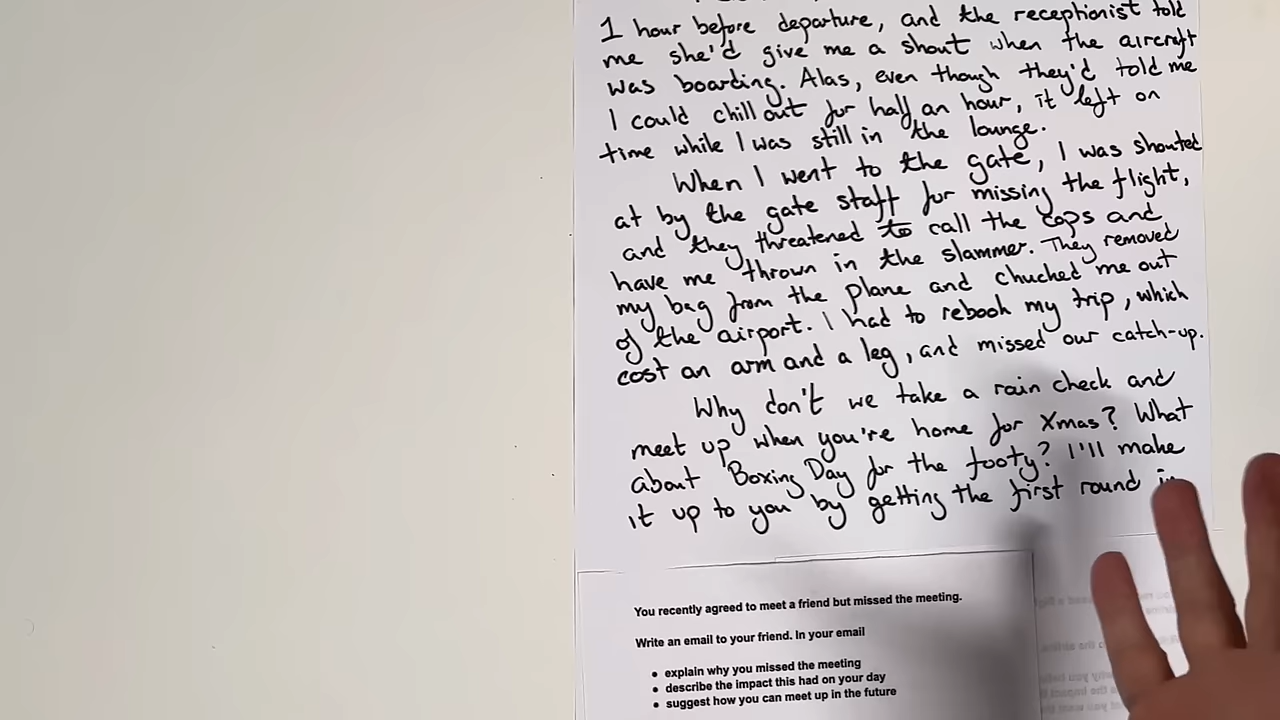 1 hour before departure, and the receptionist told
me she'd give me a shout when the aircraft
was boarding. Alas, even though they'd told me
I could chill out for half an hour, it left on
time while I was still in the lounge.
When I went to the gate, I was shouted
at by the gate staff for missing the flight,
and they threatened to call the cops and
have me thrown in the slammer. They removed
my bag from the plane and chuched me out
of the airport. I had to rebook my trip, which
cost an arm and a leg, and missed our catch-up.
Why don't we take a rain check and
meet up when you're home for Xmas? What
about Boxing Day for the footy? I'll make
it up to you by getting the first round in
You recently agreed to meet a friend but missed the meeting.
Write an email to your friend. In your email
• explain why you missed the meeting
• describe the impact this had on your day
• suggest how you can meet up in the future